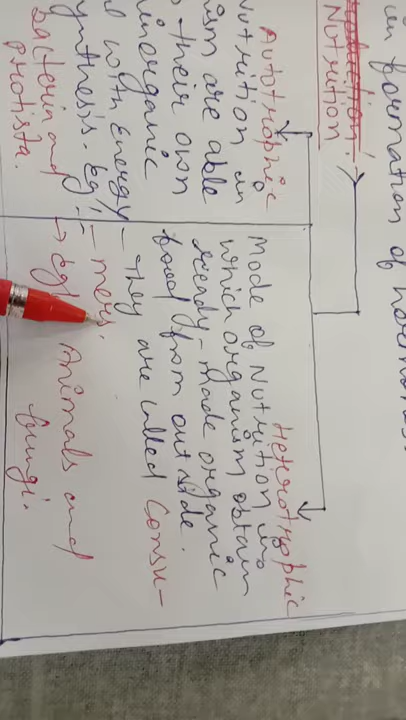 in formation of
Nutrition
Autotrophic
Nutrition in
ism are able
their own
inorganic
with energy
ynthesis. Eg:-
Bacteria and
Protista.
Heterotrophic
Mode of Nutrition in
which organism obtain
ready-made organic
food from outside.
- They are called Consu-
- mers.
→ Eg: Animals and
fungi.